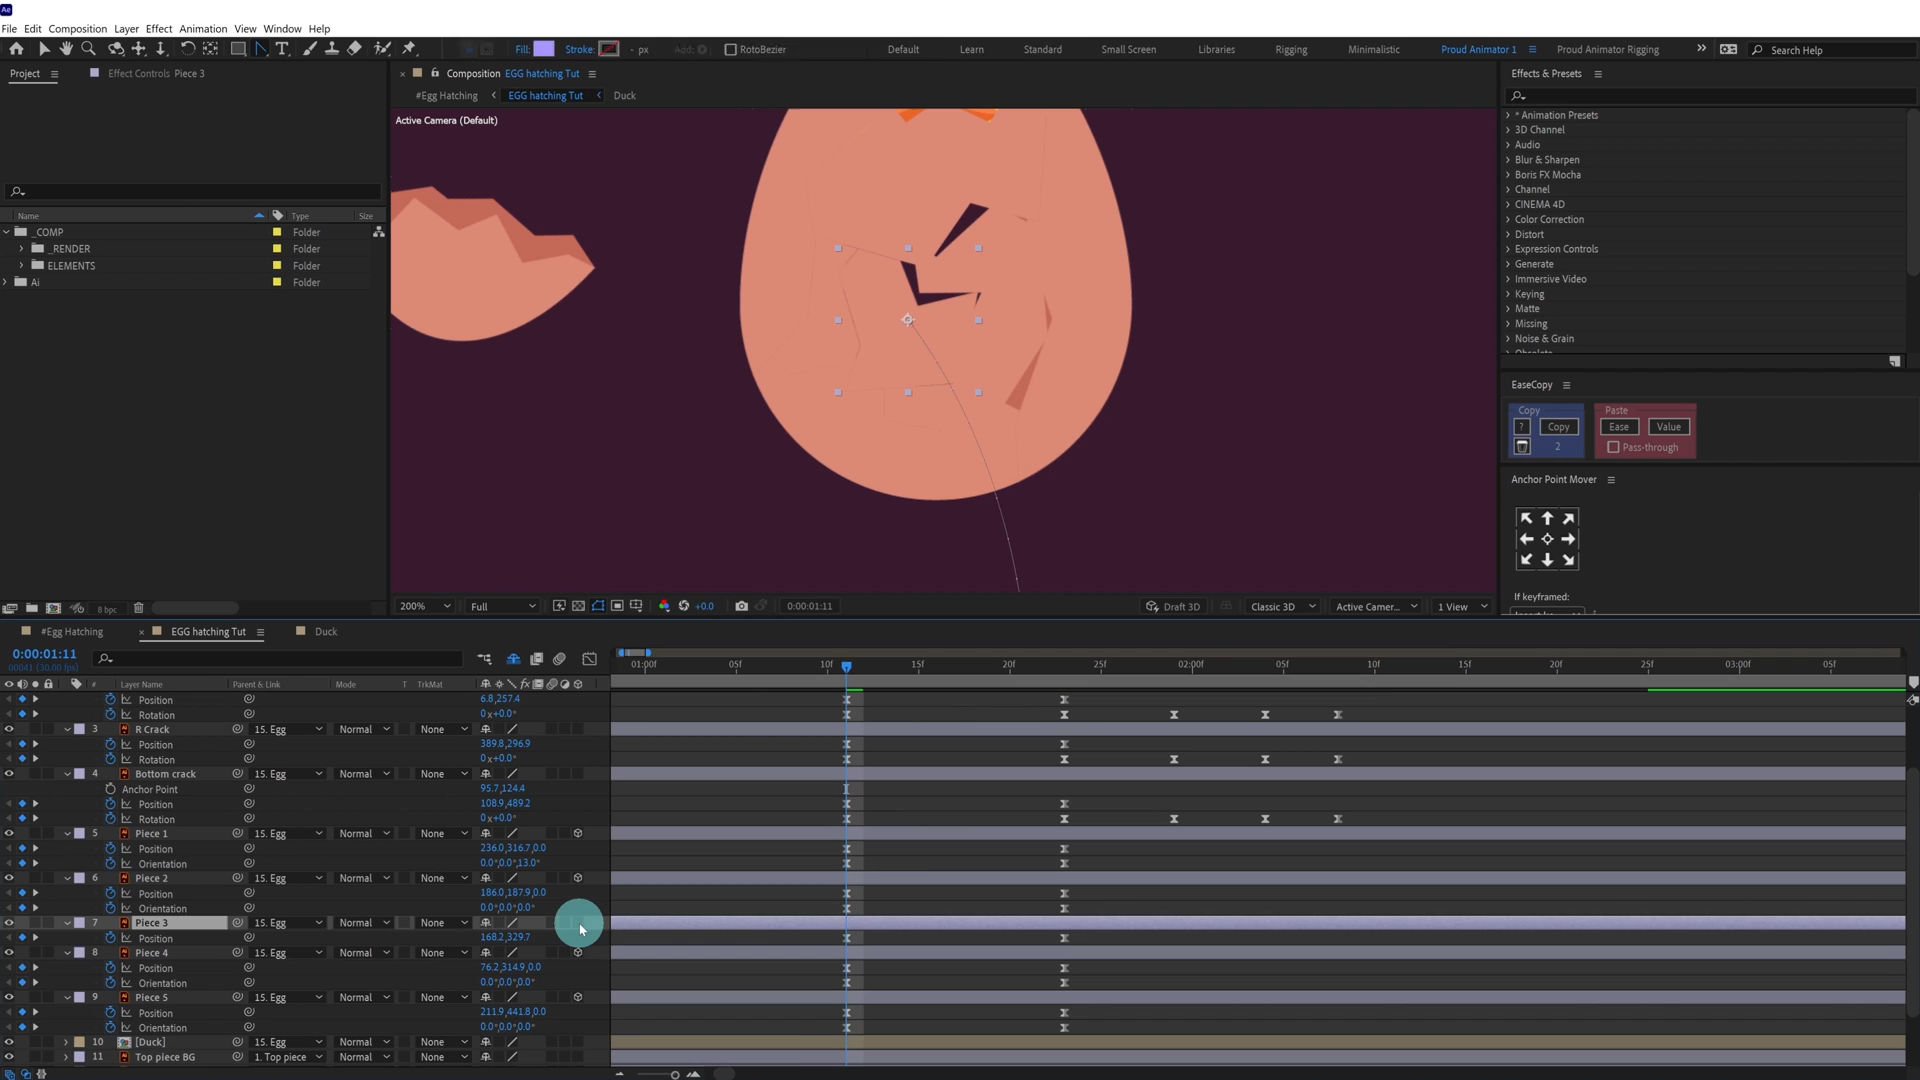 Ae
File Edit Composition Layer Effect Animation View Window Help
Fill: Stroke: - px Add: RotoBezier Default Learn Standard Small Screen Libraries Rigging Minimalistic Proud Animator 1 Proud Animator Rigging Search Help
Project Effect Controls Piece 3
Composition EGG hatching Tut
#Egg Hatching EGG hatching Tut Duck
Active Camera (Default)
Name Type Size
_COMP Folder
_RENDER Folder
ELEMENTS Folder
Ai Folder
8 bpc
200% Full +0.0 0:00:01:11 Draft 3D Classic 3D Active Camer... 1 View
Effects & Presets
* Animation Presets
3D Channel
Audio
Blur & Sharpen
Boris FX Mocha
Channel
CINEMA 4D
Color Correction
Distort
Expression Controls
Generate
Immersive Video
Keying
Matte
Missing
Noise & Grain
EaseCopy
Copy Paste
? Copy Ease Value
2 Pass-through
Anchor Point Mover
If keyframed:
#Egg Hatching EGG hatching Tut Duck
0:00:01:11
00041 (30.00 fps)
01:00f 05f 10f 15f 20f 25f 02:00f 05f 10f 15f 20f 25f 03:00f 05f
# Layer Name Parent & Link Mode T TrkMat
Position 6.8,257.4
Rotation 0x+0.0°
3 R Crack 15. Egg Normal None
Position 389.8,296.9
Rotation 0x+0.0°
4 Bottom crack 15. Egg Normal None
Anchor Point 95.7,124.4
Position 108.9,489.2
Rotation 0x+0.0°
5 Piece 1 15. Egg Normal None
Position 236.0,316.7,0.0
Orientation 0.0°,0.0°,13.0°
6 Piece 2 15. Egg Normal None
Position 186.0,187.9,0.0
Orientation 0.0°,0.0°,0.0°
7 Piece 3 15. Egg Normal None
Position 168.2,329.7
8 Piece 4 15. Egg Normal None
Position 76.2,314.9,0.0
Orientation 0.0°,0.0°,0.0°
9 Piece 5 15. Egg Normal None
Position 211.9,441.8,0.0
Orientation 0.0°,0.0°,0.0°
10 [Duck] 15. Egg Normal None
11 Top piece BG 1. Top piece Normal None